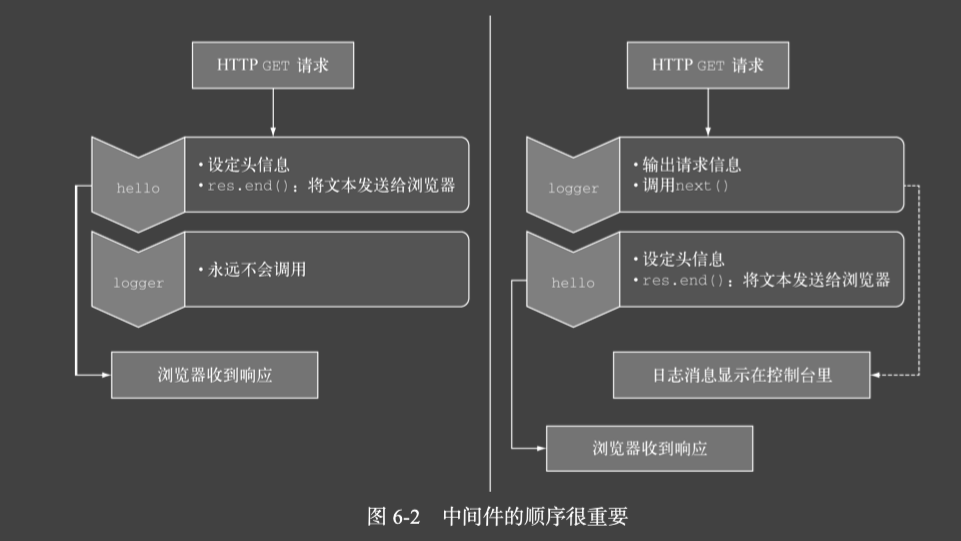 HTTP GET 请求
hello
• 设定头信息
• res.end()：将文本发送给浏览器
logger
• 永远不会调用
浏览器收到响应
HTTP GET 请求
logger
• 输出请求信息
• 调用next()
hello
• 设定头信息
• res.end()：将文本发送给浏览器
日志消息显示在控制台里
浏览器收到响应
图 6-2 中间件的顺序很重要